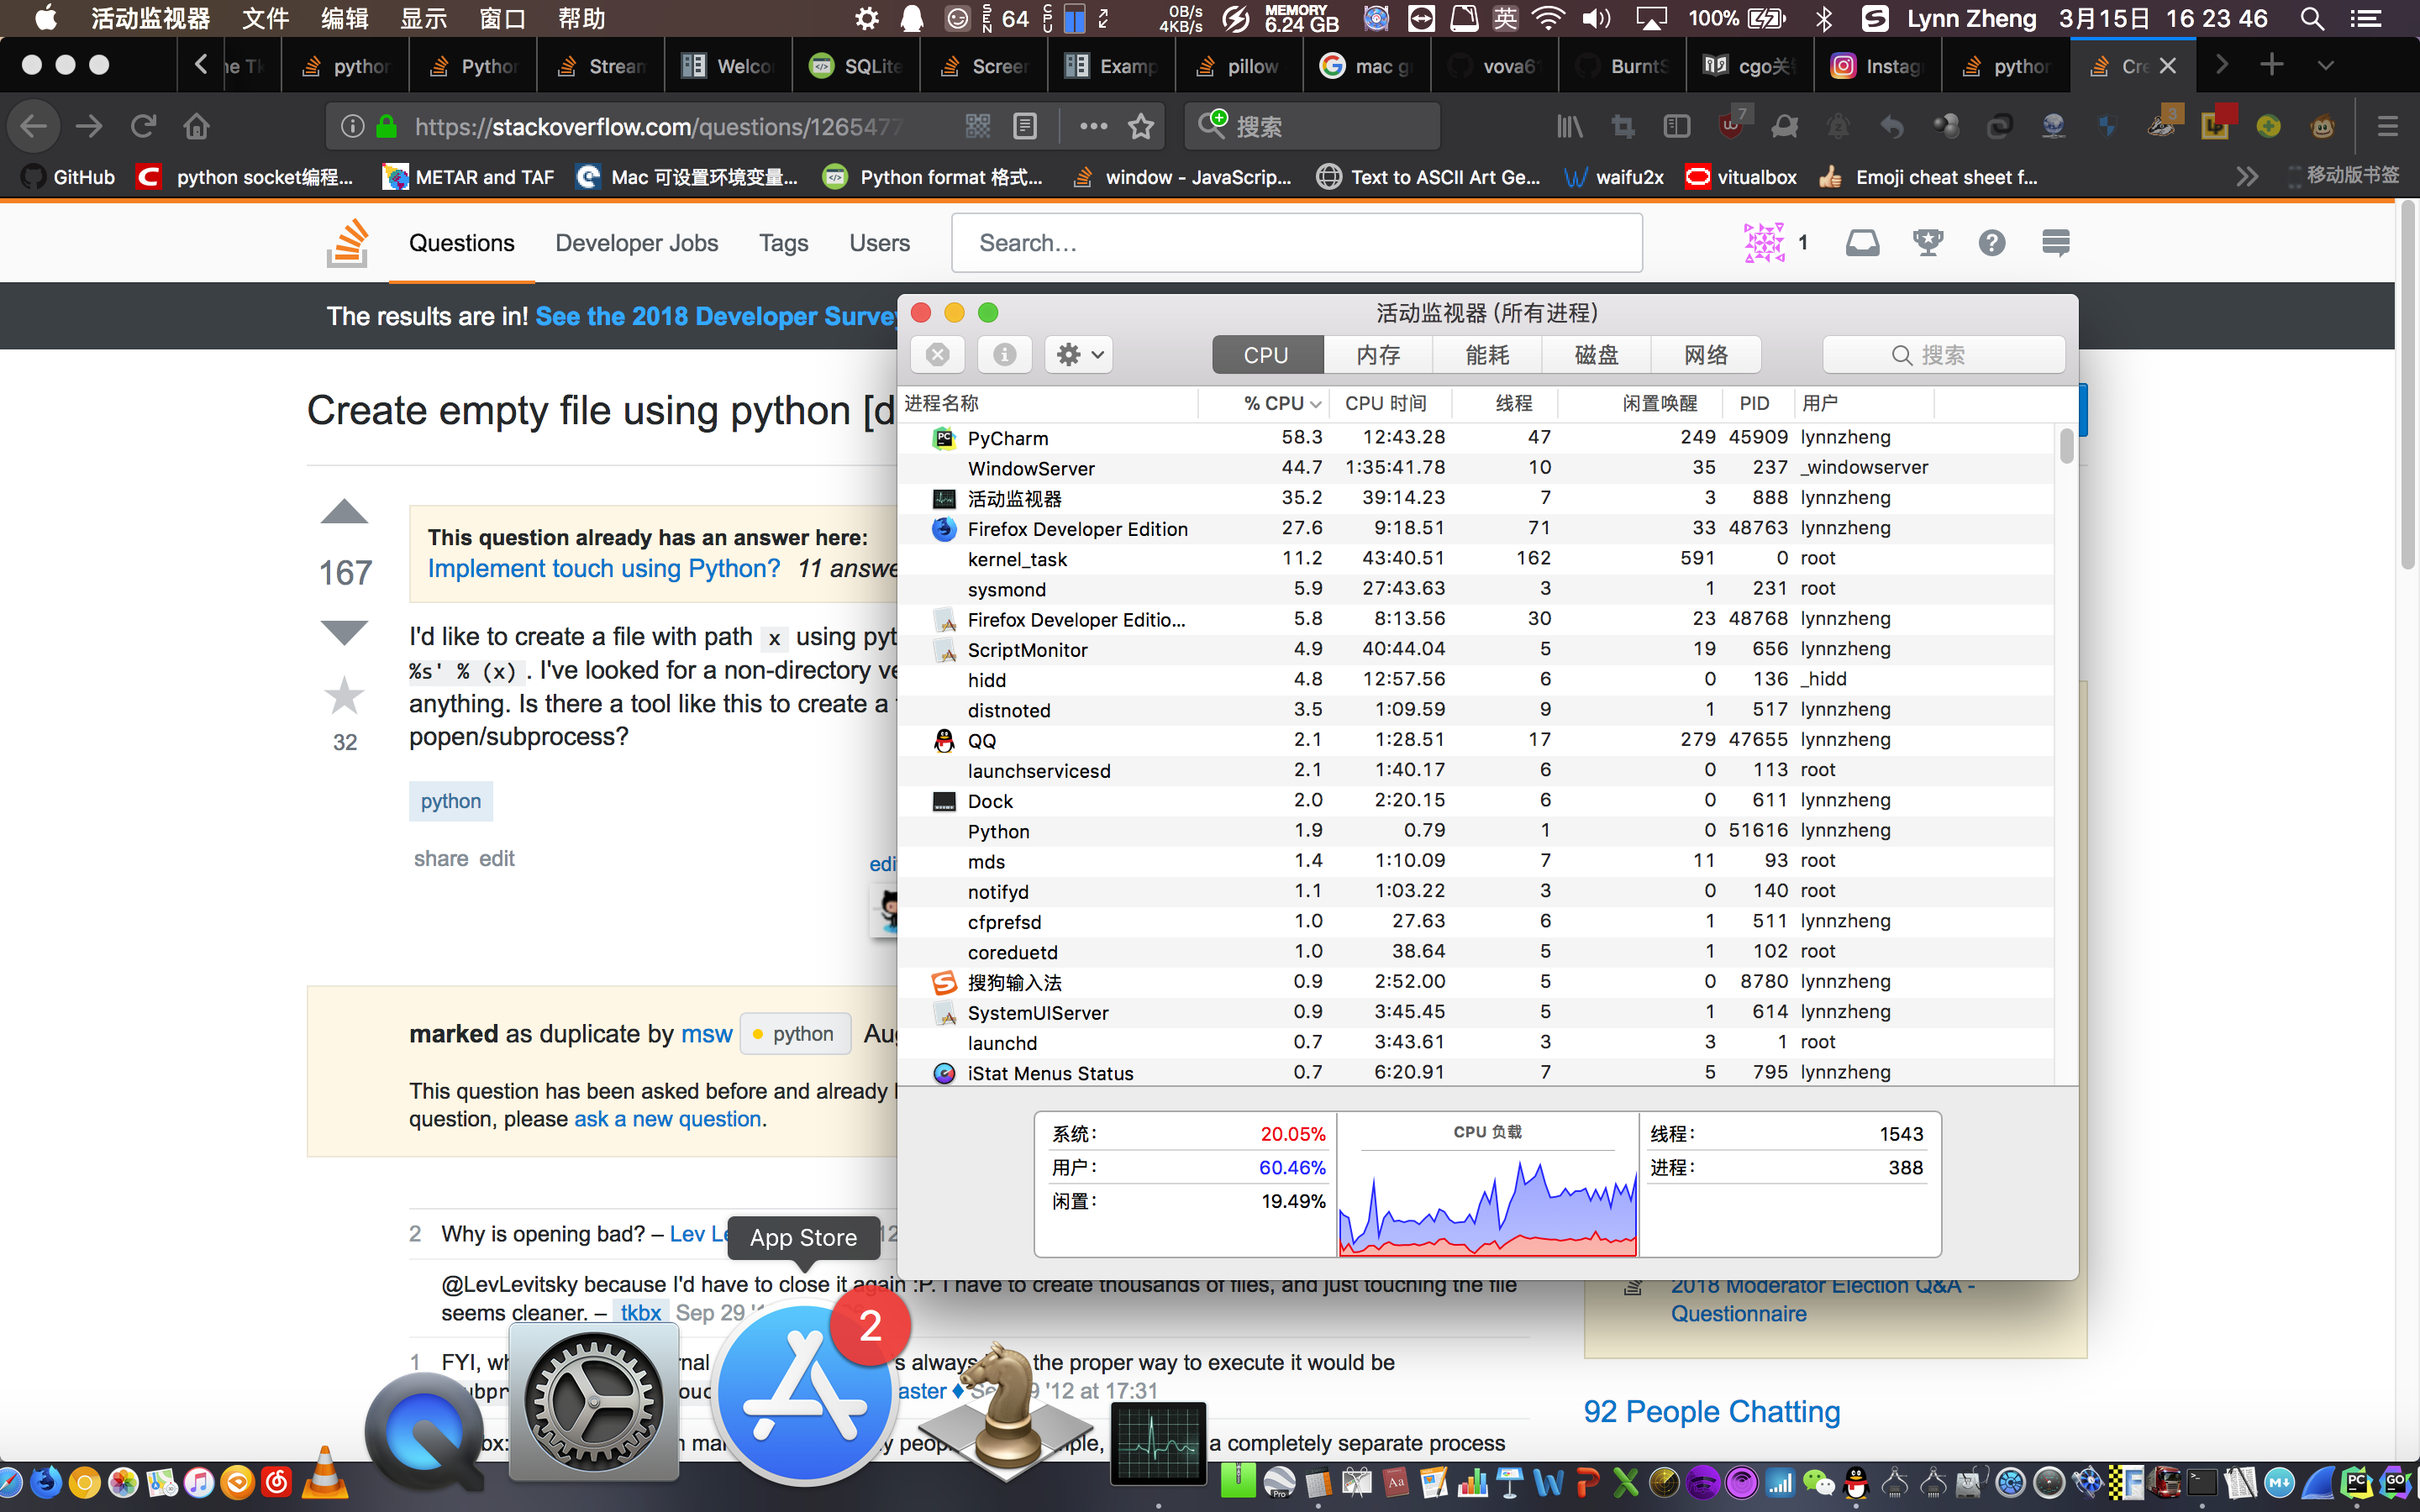 活动监视器 文件 编辑 显示 窗口 帮助
SEN 64 CPU 0B/s 4KB/s MEMORY 6.24 GB 英 100% Lynn Zheng 3月15日 16 23 46
pytho Pytho Strea Welco SQLite Scree Examp pillow mac g vova6 Burnt Insta pytho Cre
https://stackoverflow.com/questions/1265477 搜索 7 3
GitHub python socket编程... METAR and TAF Mac 可设置环境变量... Python format 格式... window - JavaScrip... Text to ASCII Art Ge... waifu2x vitualbox Emoji cheat sheet f... 移动版书签
Questions Developer Jobs Tags Users Search… 1
The results are in! See the 2018 Developer Survey
Create empty file using python [d
167
This question already has an answer here:
Implement touch using Python? 11 answe
I'd like to create a file with path x using pyt
%s' % (x) . I've looked for a non-directory ve
anything. Is there a tool like this to create a
popen/subprocess?
32
python
share edit
edi
marked as duplicate by msw python Au
This question has been asked before and already
question, please ask a new question.
2 Why is opening bad? – Lev Le
@LevLevitsky because I'd have to close it again :P. I have to create thousands of files, and just touching the file
seems cleaner. – tkbx Sep 29
1 FYI, wh rnal s always the proper way to execute it would be
aster ♦ Se 9 '12 at 17:31
a completely separate process
App Store
2
2018 Moderator Election Q&A -
Questionnaire
92 People Chatting
活动监视器 (所有进程)
CPU 内存 能耗 磁盘 网络 搜索
进程名称 % CPU CPU 时间 线程 闲置唤醒 PID 用户
PyCharm 58.3 12:43.28 47 249 45909 lynnzheng
WindowServer 44.7 1:35:41.78 10 35 237 _windowserver
活动监视器 35.2 39:14.23 7 3 888 lynnzheng
Firefox Developer Edition 27.6 9:18.51 71 33 48763 lynnzheng
kernel_task 11.2 43:40.51 162 591 0 root
sysmond 5.9 27:43.63 3 1 231 root
Firefox Developer Editio... 5.8 8:13.56 30 23 48768 lynnzheng
ScriptMonitor 4.9 40:44.04 5 19 656 lynnzheng
hidd 4.8 12:57.56 6 0 136 _hidd
distnoted 3.5 1:09.59 9 1 517 lynnzheng
QQ 2.1 1:28.51 17 279 47655 lynnzheng
launchservicesd 2.1 1:40.17 6 0 113 root
Dock 2.0 2:20.15 6 0 611 lynnzheng
Python 1.9 0.79 1 0 51616 lynnzheng
mds 1.4 1:10.09 7 11 93 root
notifyd 1.1 1:03.22 3 0 140 root
cfprefsd 1.0 27.63 6 1 511 lynnzheng
coreduetd 1.0 38.64 5 1 102 root
搜狗输入法 0.9 2:52.00 5 0 8780 lynnzheng
SystemUIServer 0.9 3:45.45 5 1 614 lynnzheng
launchd 0.7 3:43.61 3 3 1 root
iStat Menus Status 0.7 6:20.91 7 5 795 lynnzheng
系统: 20.05%
用户: 60.46%
闲置: 19.49%
CPU 负载
线程: 1543
进程: 388